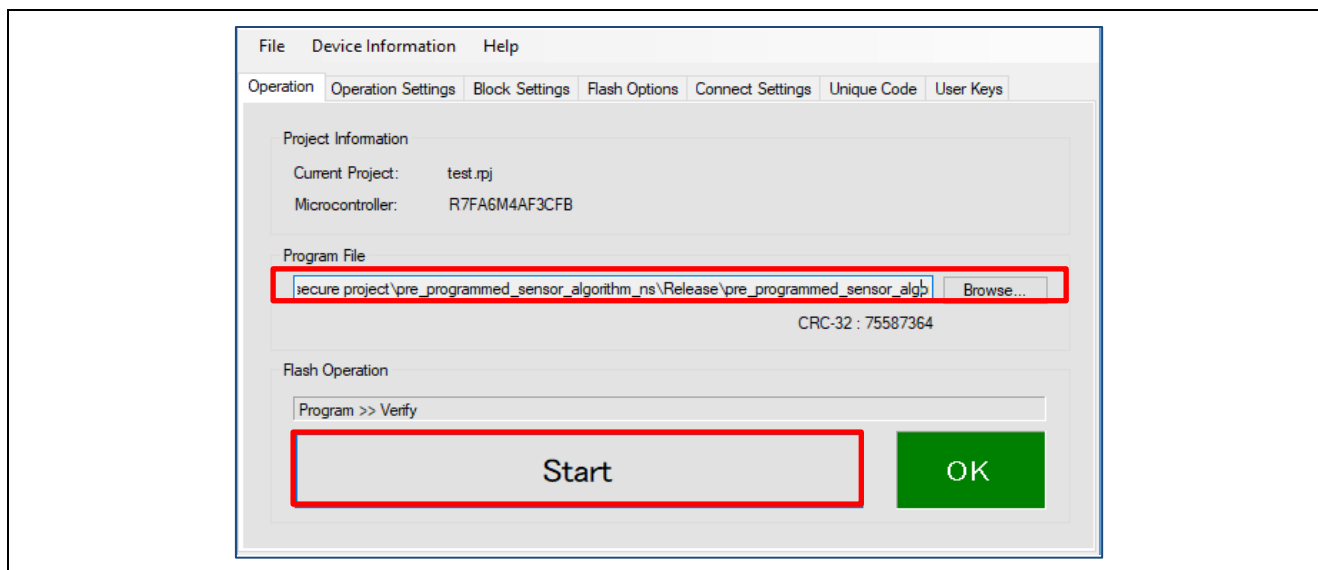 File Device Information Help
Operation Operation Settings Block Settings Flash Options Connect Settings Unique Code User Keys
Project Information
Current Project: test.rpj
Microcontroller: R7FA6M4AF3CFB
Program File
secure project\pre_programmed_sensor_algorithm_ns\Release\pre_programmed_sensor_algo Browse...
CRC-32 : 75587364
Flash Operation
Program >> Verify
Start OK